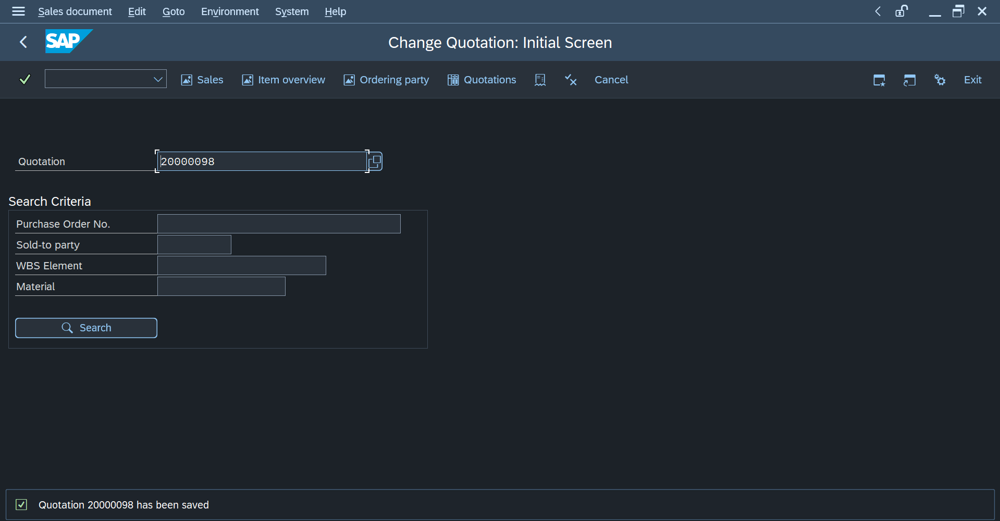 Sales document Edit Goto Environment System Help
SAP
Change Quotation: Initial Screen
Sales Item overview Ordering party Quotations Cancel Exit
Quotation 20000098
Search Criteria
Purchase Order No.
Sold-to party
WBS Element
Material
Search
Quotation 20000098 has been saved